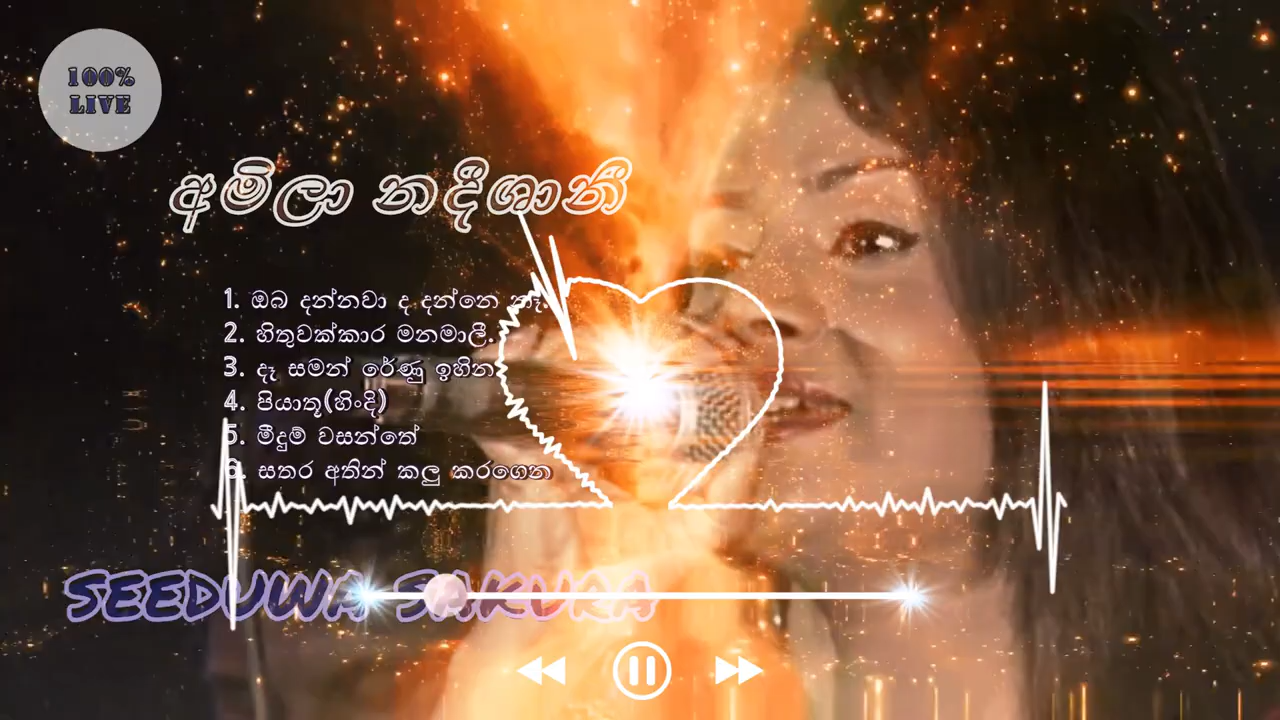 100%
LIVE
අමිලා නදීශානී
1. ඔබ දන්නවා ද දන්නෙ නෑ.
2. හිතුවක්කාර මනමාලී.
3. දෑ සමන් රේණු ඉහින
4. පියාතූ(හිංදි)
5. මීදුම් වසන්තේ
6. සතර අතින් කලු කරගෙන
SEEDUWA SAKURA